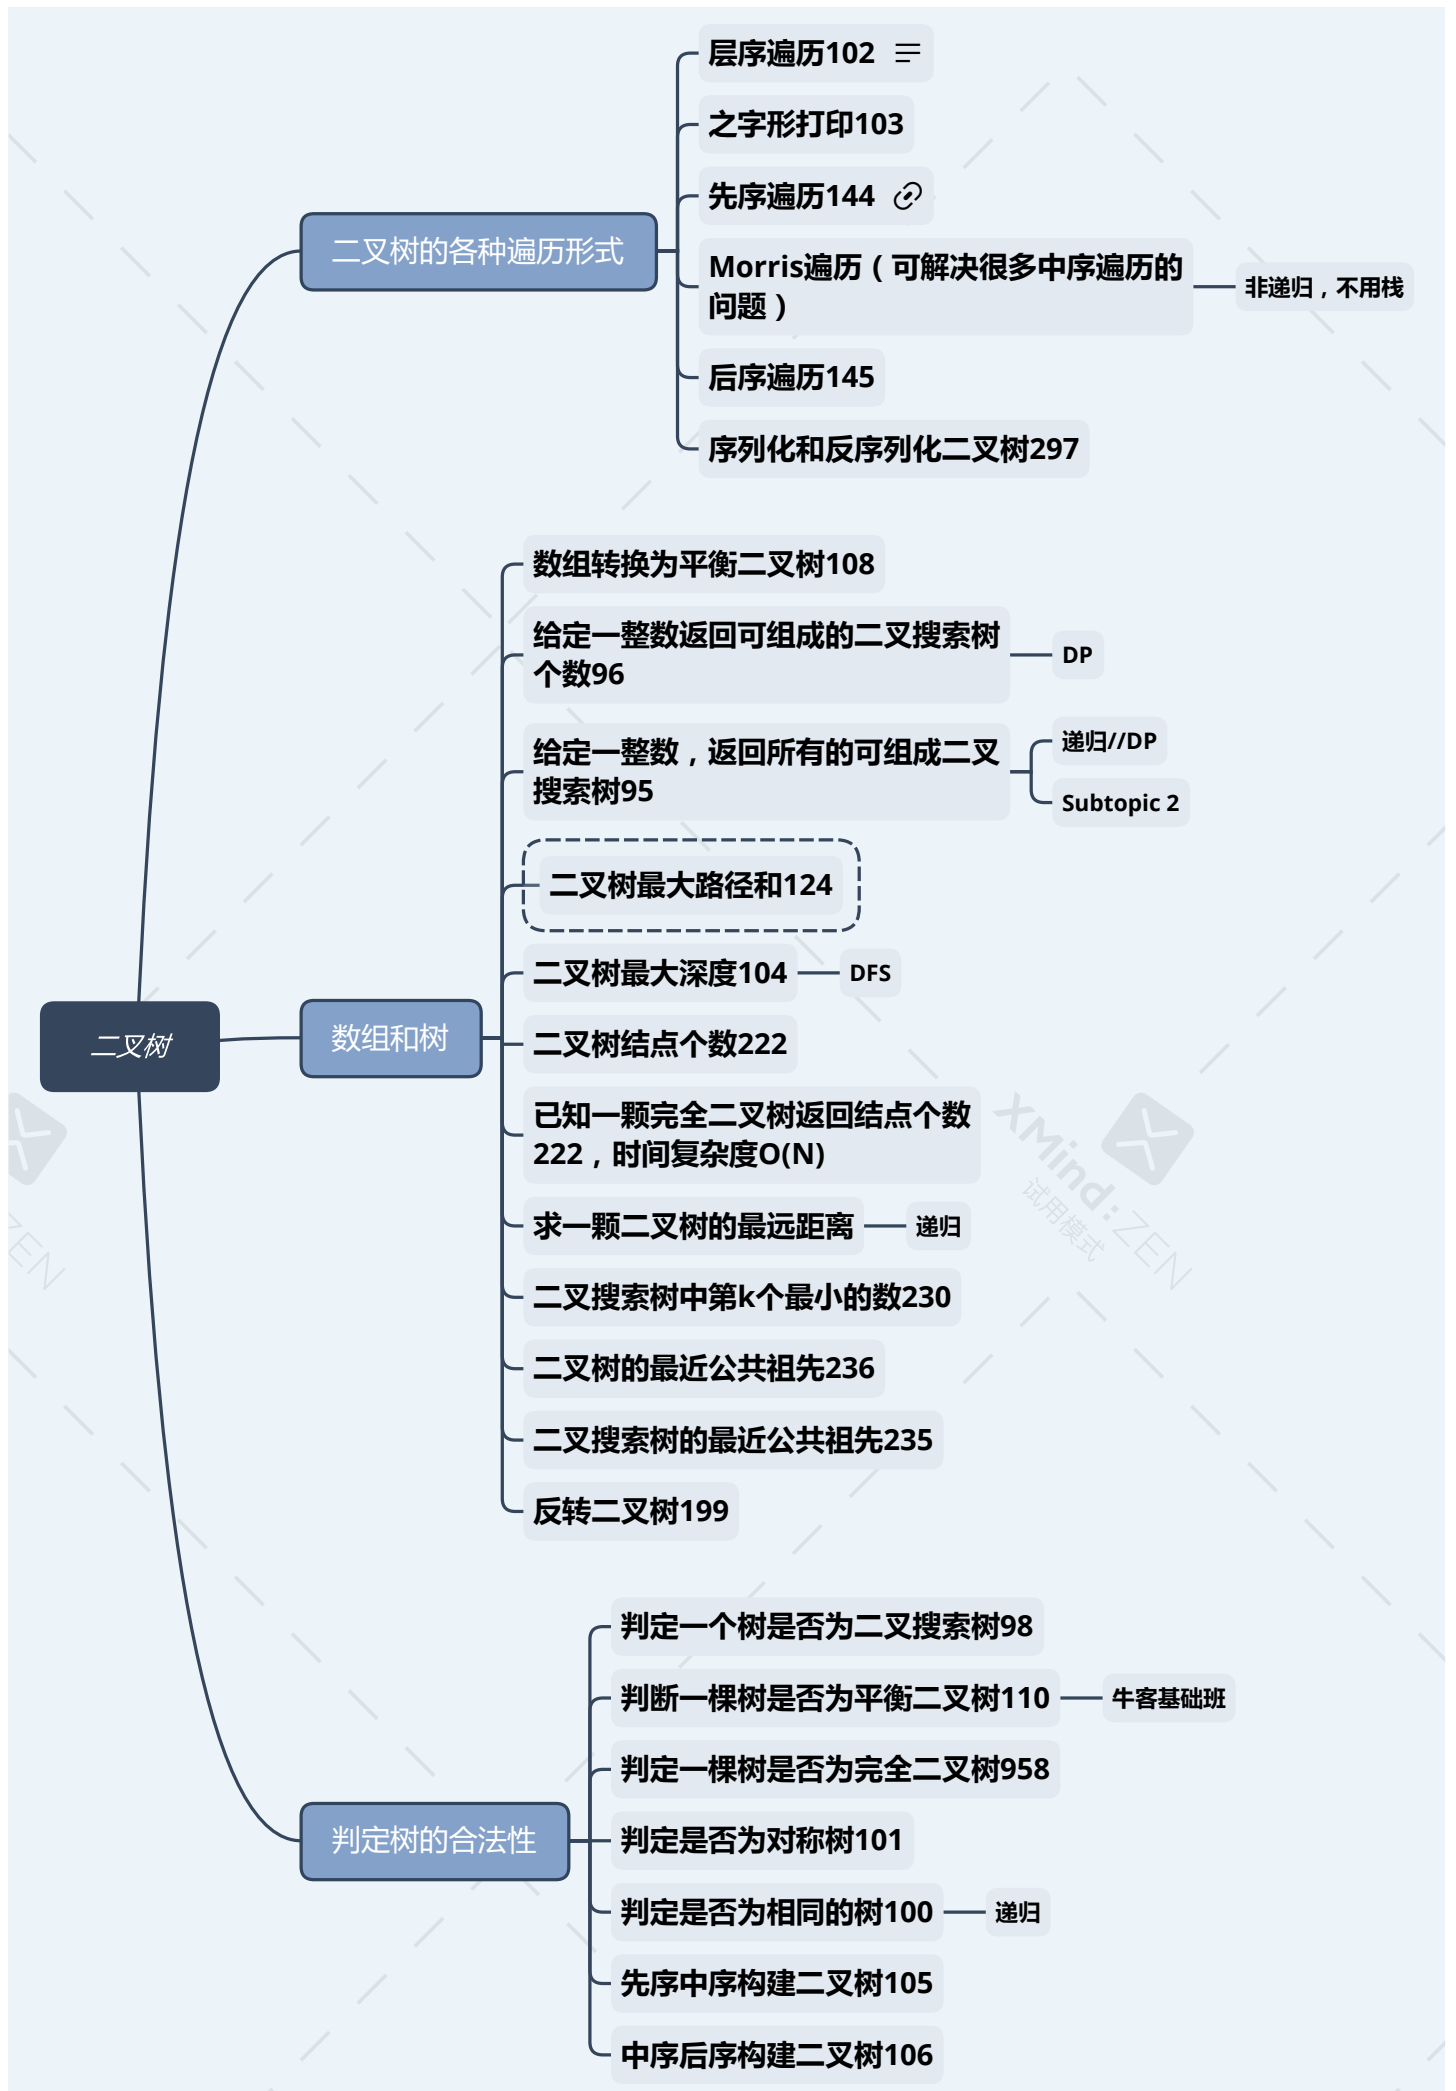 二叉树
二叉树的各种遍历形式
层序遍历102
之字形打印103
先序遍历144
Morris遍历（可解决很多中序遍历的
问题）
非递归，不用栈
后序遍历145
序列化和反序列化二叉树297
数组和树
数组转换为平衡二叉树108
给定一整数返回可组成的二叉搜索树
个数96
DP
给定一整数，返回所有的可组成二叉
搜索树95
递归//DP
Subtopic 2
二叉树最大路径和124
二叉树最大深度104
DFS
二叉树结点个数222
已知一颗完全二叉树返回结点个数
222，时间复杂度O(N)
求一颗二叉树的最远距离
递归
二叉搜索树中第k个最小的数230
二叉树的最近公共祖先236
二叉搜索树的最近公共祖先235
反转二叉树199
判定树的合法性
判定一个树是否为二叉搜索树98
判断一棵树是否为平衡二叉树110
牛客基础班
判定一棵树是否为完全二叉树958
判定是否为对称树101
判定是否为相同的树100
递归
先序中序构建二叉树105
中序后序构建二叉树106
XMind:ZEN
试用模式
ZEN